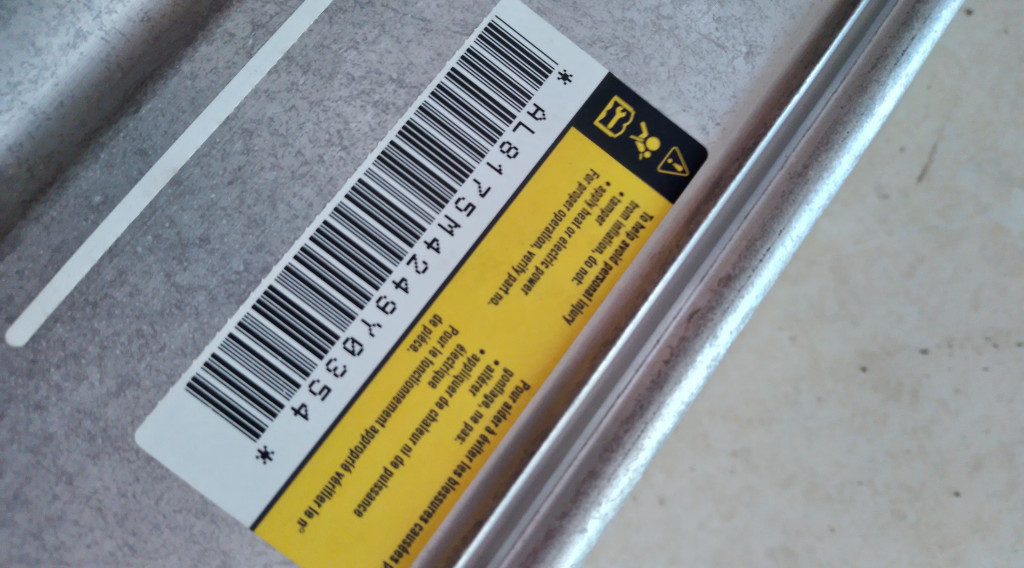 *AL8175M4249Y0354*
To help avoid personal injury
from inflation, do not:
• tamper
• apply heat or electric power
For proper operation, verify part no.
Pour aider à éviter les blessures causées
gonflage, ne pas:
• altérer
• appliquer de chaleur ni de puissance
électrique
Pour le fonctionnement approprié vérifier le n°
de pièce.